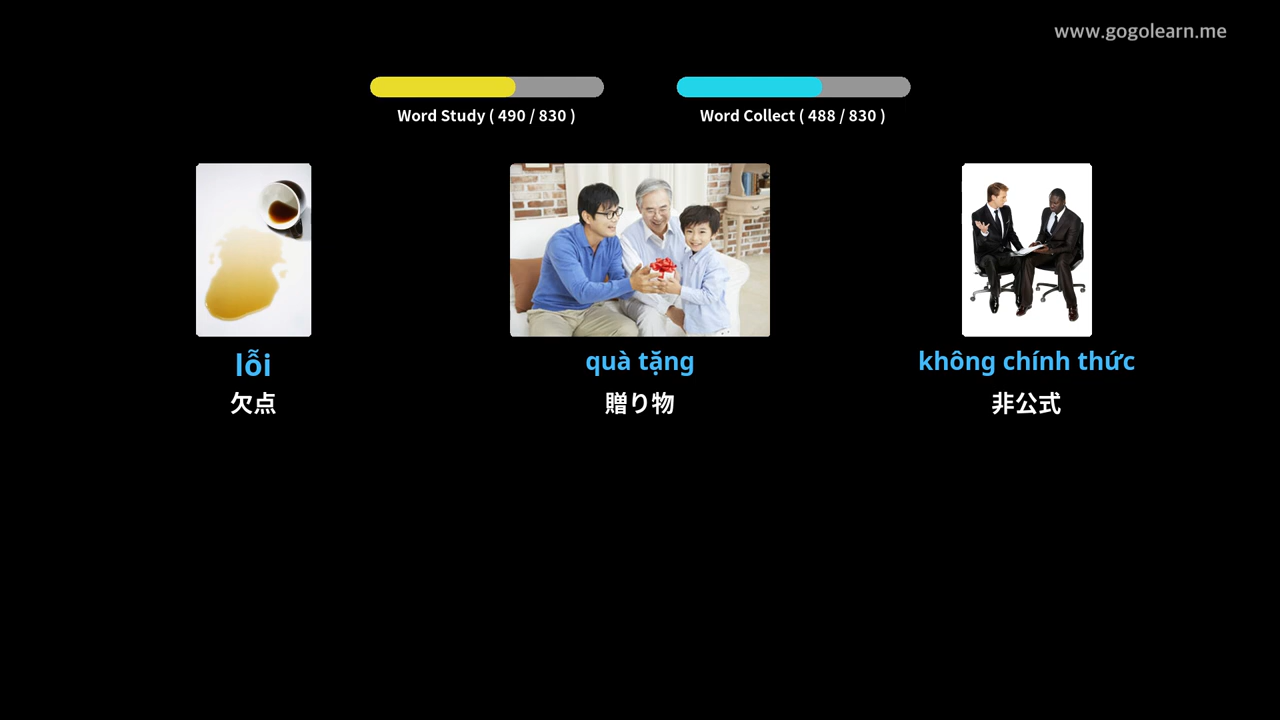 www.gogolearn.me
Word Study ( 490 / 830 )
Word Collect ( 488 / 830 )
lỗi
欠点
quà tặng
贈り物
không chính thức
非公式